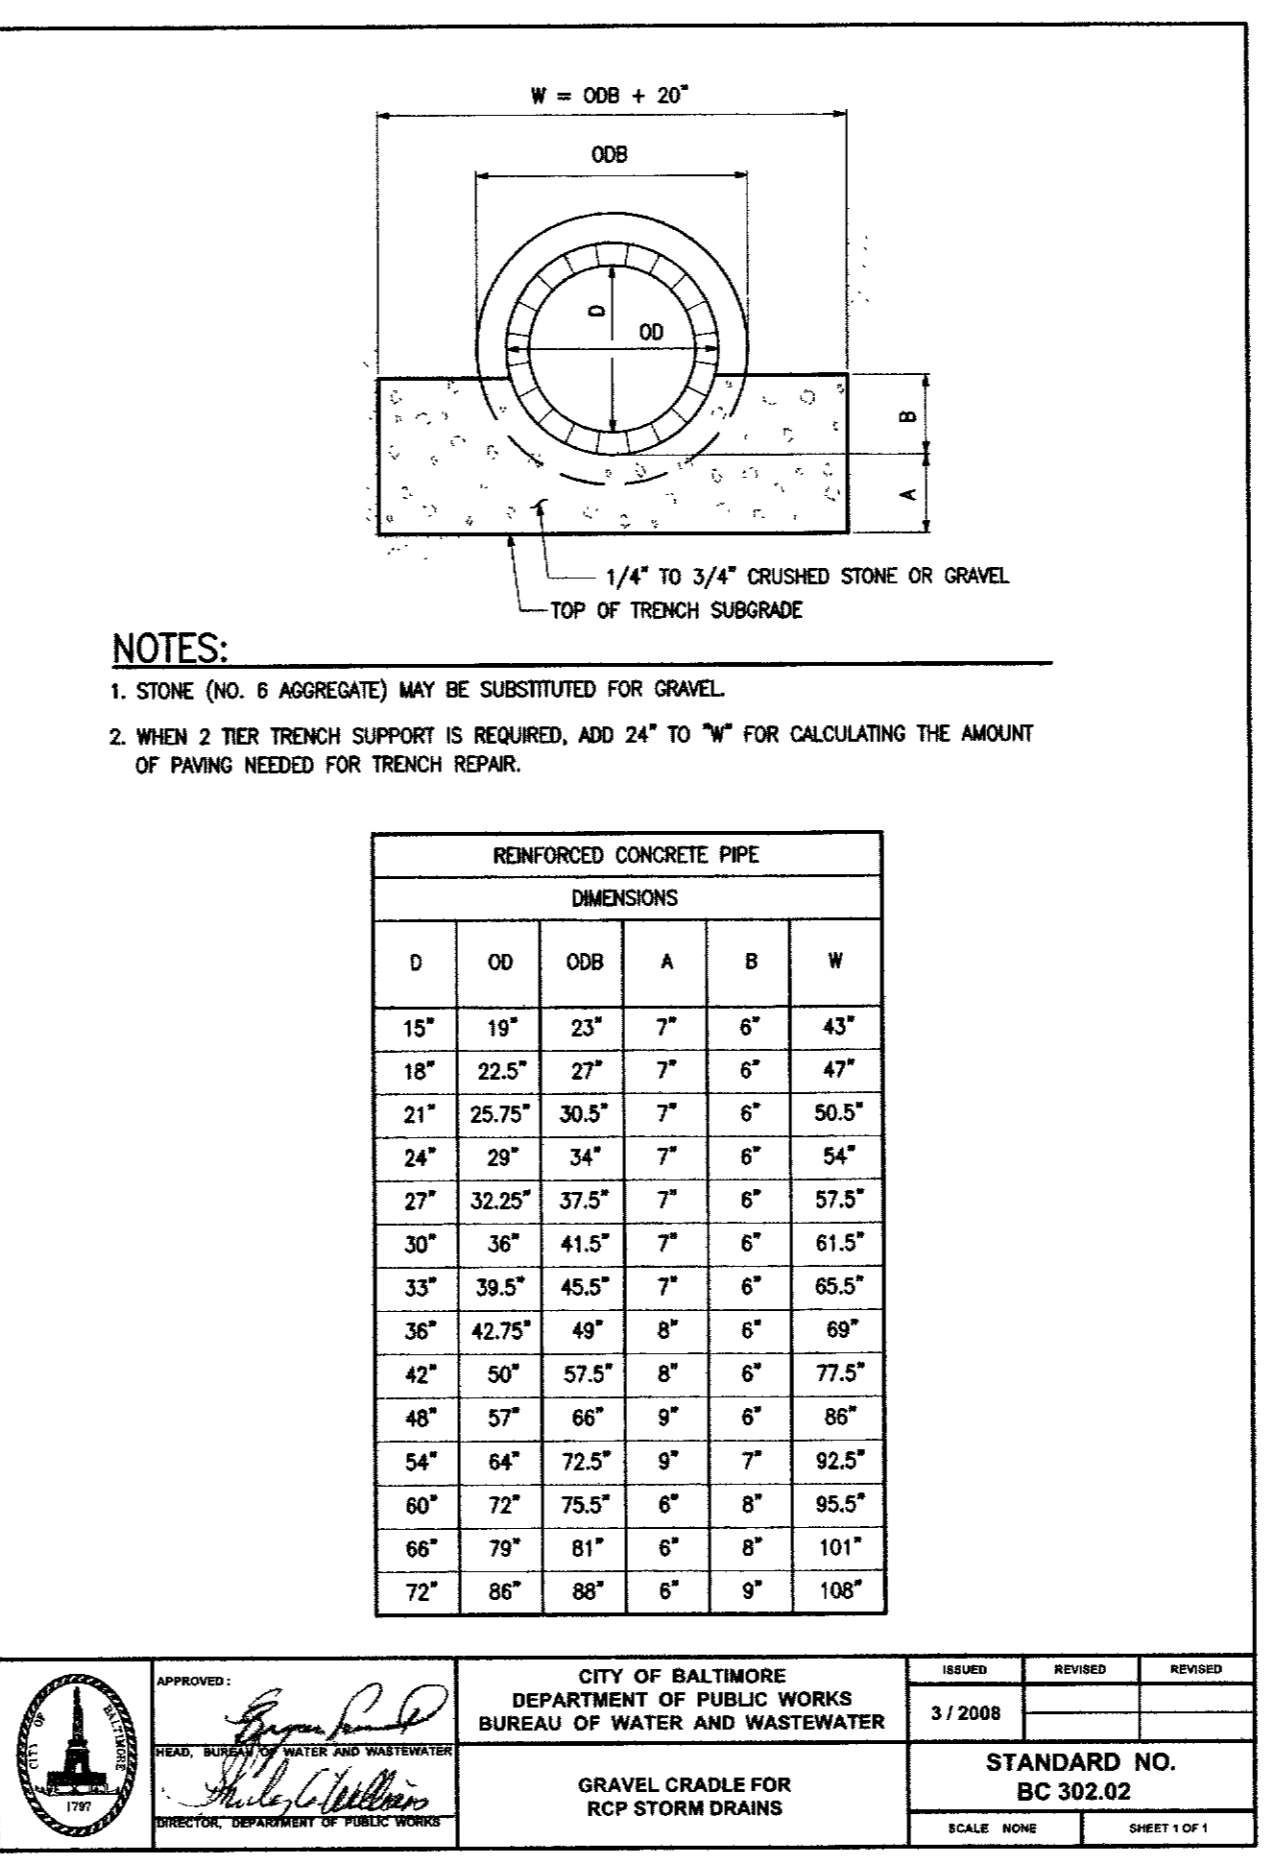 W = ODB + 20"
ODB
D
OD
B
A
1/4" TO 3/4" CRUSHED STONE OR GRAVEL
TOP OF TRENCH SUBGRADE
NOTES:
1. STONE (NO. 6 AGGREGATE) MAY BE SUBSTITUTED FOR GRAVEL.
2. WHEN 2 TIER TRENCH SUPPORT IS REQUIRED, ADD 24" TO "W" FOR CALCULATING THE AMOUNT
OF PAVING NEEDED FOR TRENCH REPAIR.
REINFORCED CONCRETE PIPE
DIMENSIONS
D OD ODB A B W
15" 19" 23" 7" 6" 43"
18" 22.5" 27" 7" 6" 47"
21" 25.75" 30.5" 7" 6" 50.5"
24" 29" 34" 7" 6" 54"
27" 32.25" 37.5" 7" 6" 57.5"
30" 36" 41.5" 7" 6" 61.5"
33" 39.5" 45.5" 7" 6" 65.5"
36" 42.75" 49" 8" 6" 69"
42" 50" 57.5" 8" 6" 77.5"
48" 57" 66" 9" 6" 86"
54" 64" 72.5" 9" 7" 92.5"
60" 72" 75.5" 6" 8" 95.5"
66" 79" 81" 6" 8" 101"
72" 86" 88" 6" 9" 108"
CITY OF BALTIMORE
1797
APPROVED:
HEAD, BUREAU OF WATER AND WASTEWATER
DIRECTOR, DEPARTMENT OF PUBLIC WORKS
CITY OF BALTIMORE
DEPARTMENT OF PUBLIC WORKS
BUREAU OF WATER AND WASTEWATER
GRAVEL CRADLE FOR
RCP STORM DRAINS
ISSUED REVISED REVISED
3 / 2008
STANDARD NO.
BC 302.02
SCALE NONE SHEET 1 OF 1